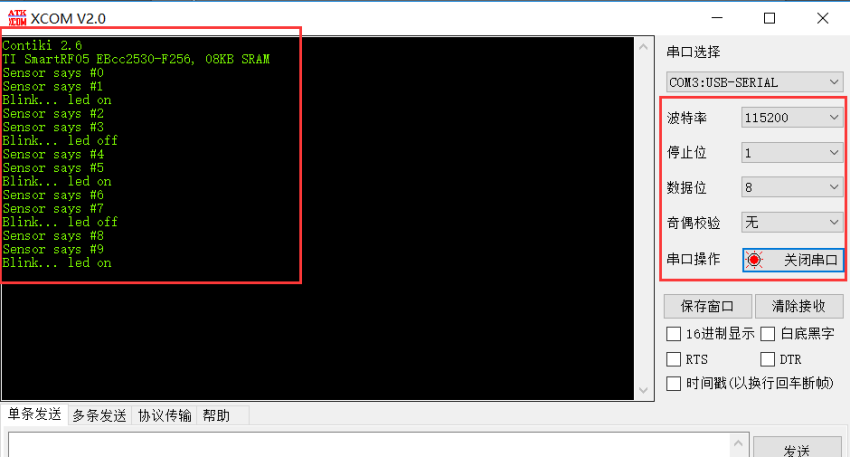 ATK XCOM XCOM V2.0
Contiki 2.6
TI SmartRF05 EBcc2530-F256, 08KB SRAM
Sensor says #0
Sensor says #1
Blink... led on
Sensor says #2
Sensor says #3
Blink... led off
Sensor says #4
Sensor says #5
Blink... led on
Sensor says #6
Sensor says #7
Blink... led off
Sensor says #8
Sensor says #9
Blink... led on
串口选择
COM3:USB-SERIAL
波特率 115200
停止位 1
数据位 8
奇偶校验 无
串口操作 关闭串口
保存窗口 清除接收
16进制显示 白底黑字
RTS DTR
时间戳(以换行回车断帧)
单条发送 多条发送 协议传输 帮助
发送